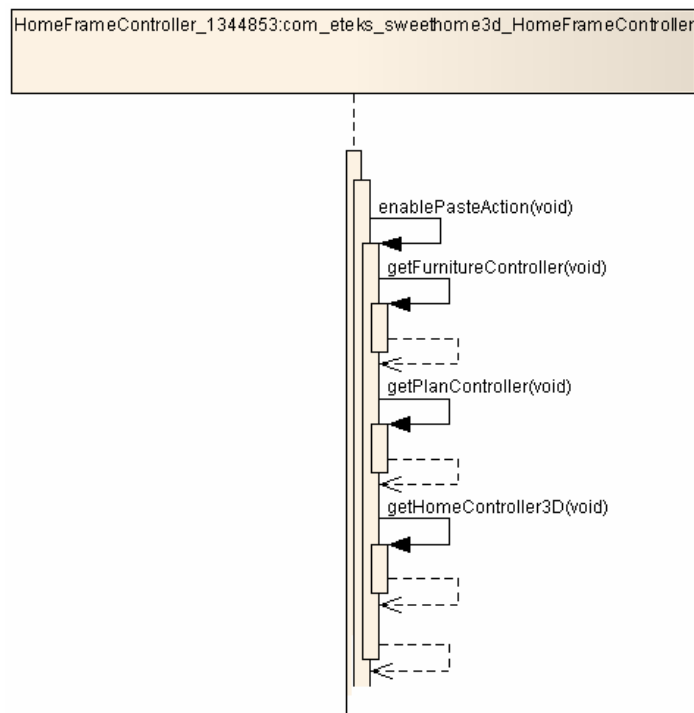 HomeFrameController_1344853:com_eteks_sweethome3d_HomeFrameController
enablePasteAction(void)
getFurnitureController(void)
getPlanController(void)
getHomeController3D(void)